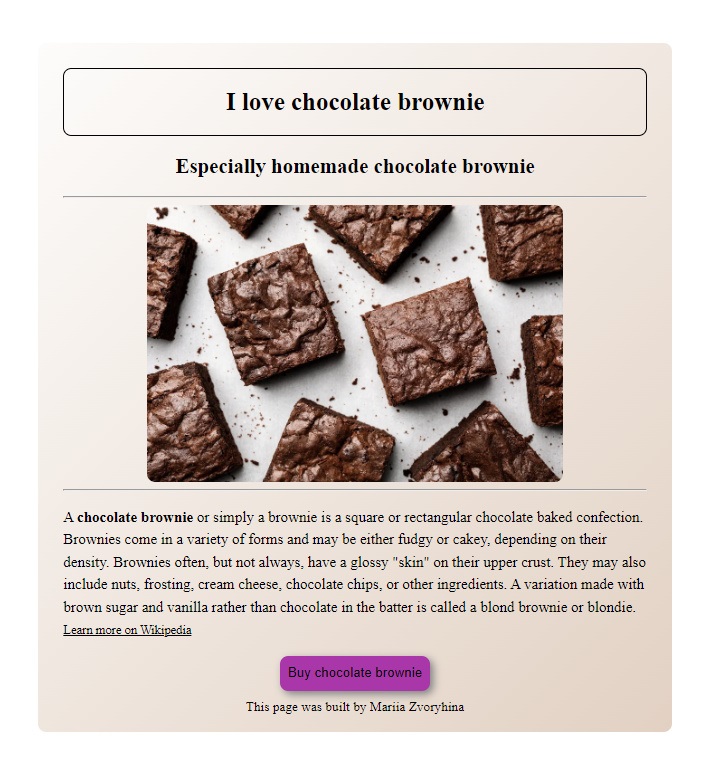 I love chocolate brownie
Especially homemade chocolate brownie
A chocolate brownie or simply a brownie is a square or rectangular chocolate baked confection.
Brownies come in a variety of forms and may be either fudgy or cakey, depending on their
density. Brownies often, but not always, have a glossy "skin" on their upper crust. They may also
include nuts, frosting, cream cheese, chocolate chips, or other ingredients. A variation made with
brown sugar and vanilla rather than chocolate in the batter is called a blond brownie or blondie.
Learn more on Wikipedia
Buy chocolate brownie
This page was built by Mariia Zvoryhina